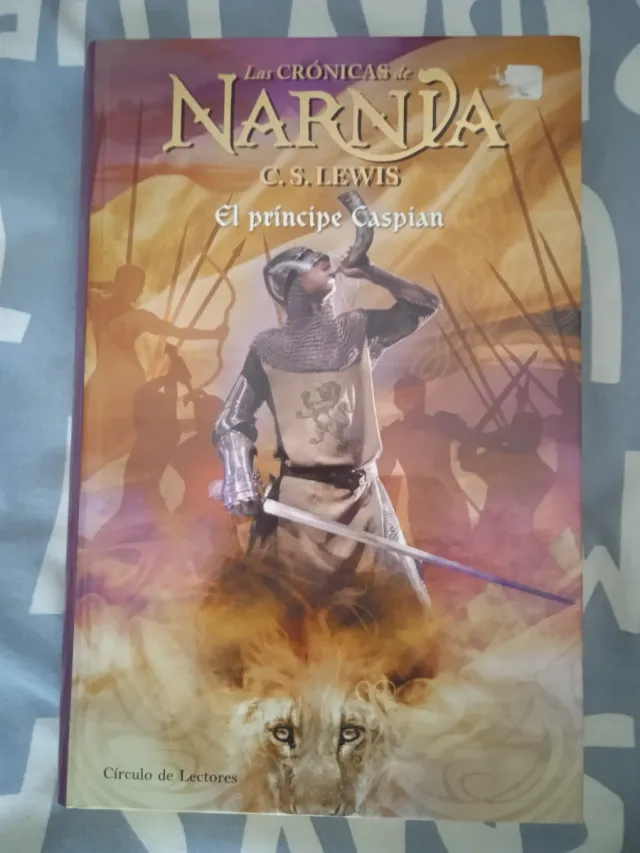 Las CRÓNICAS de
NARNIA
C. S. LEWIS
El príncipe Caspian
Círculo de Lectores